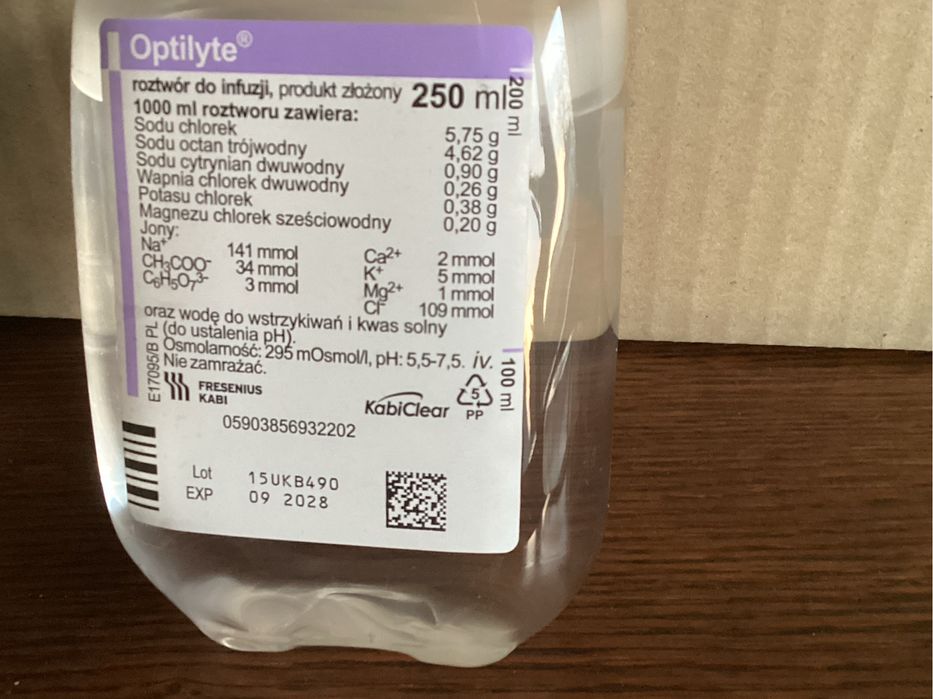 Optilyte®
roztwór do infuzji, produkt złożony 250 ml
1000 ml roztworu zawiera:
Sodu chlorek 5,75 g
Sodu octan trójwodny 4,62 g
Sodu cytrynian dwuwodny 0,90 g
Wapnia chlorek dwuwodny 0,26 g
Potasu chlorek 0,38 g
Magnezu chlorek sześciowodny 0,20 g
Jony:
Na⁺ 141 mmol Ca²⁺ 2 mmol
CH₃COO⁻ 34 mmol K⁺ 5 mmol
C₆H₅O₇³⁻ 3 mmol Mg²⁺ 1 mmol
Cl⁻ 109 mmol
oraz wodę do wstrzykiwań i kwas solny
(do ustalenia pH).
Osmolarność: 295 mOsmol/l, pH: 5,5-7,5. iv.
Nie zamrażać.
E17095B PL
200 ml
100 ml
FRESENIUS
KABI
KabiClear
5
PP
05903856932202
Lot 15UKB490
EXP 09 2028